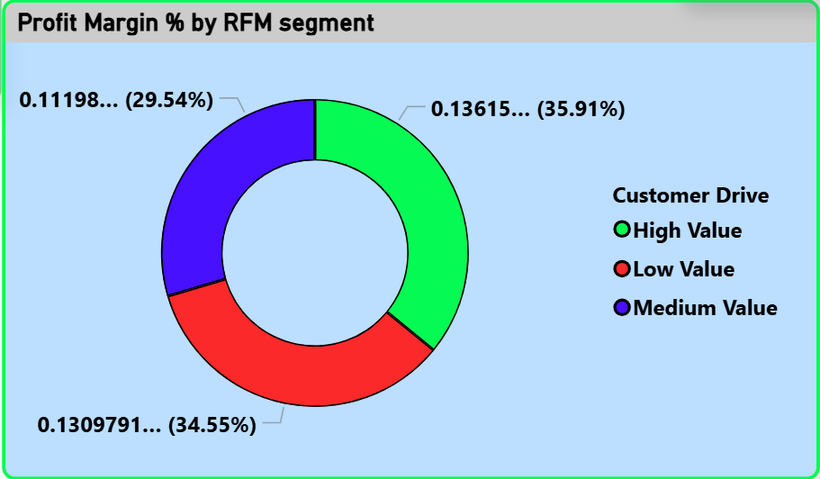 Profit Margin % by RFM segment
0.11198... (29.54%)
0.13615... (35.91%)
Customer Drive
High Value
Low Value
Medium Value
0.1309791... (34.55%)